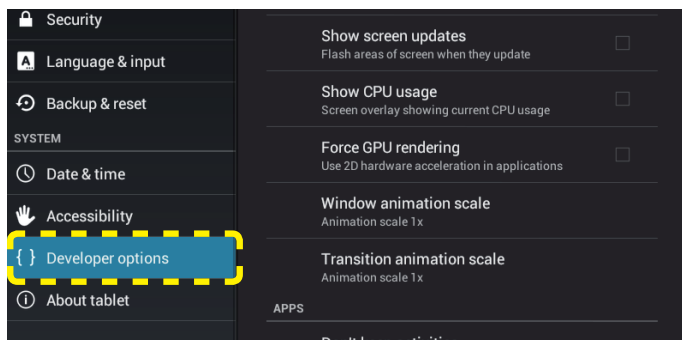 Security
Language & input
Backup & reset
SYSTEM
Date & time
Accessibility
{ } Developer options
About tablet
Show screen updates
Flash areas of screen when they update
Show CPU usage
Screen overlay showing current CPU usage
Force GPU rendering
Use 2D hardware acceleration in applications
Window animation scale
Animation scale 1x
Transition animation scale
Animation scale 1x
APPS